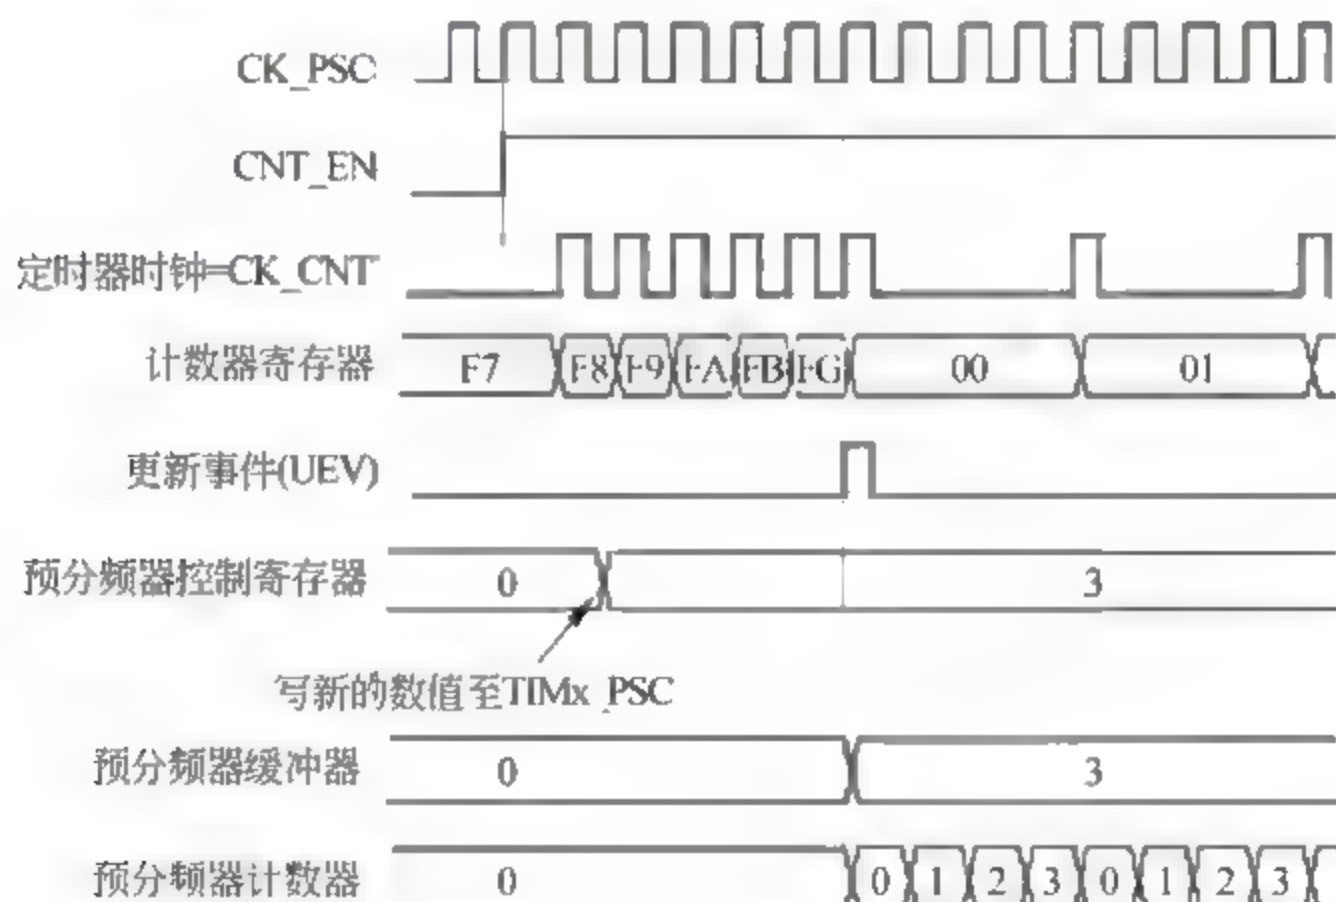 CK_PSC
CNT_EN
定时器时钟=CK_CNT
计数器寄存器 F7 F8 F9 FA FB FG 00 01
更新事件(UEV)
预分频器控制寄存器 0 3
写新的数值至TIMx_PSC
预分频器缓冲器 0 3
预分频器计数器 0 0 1 2 3 0 1 2 3